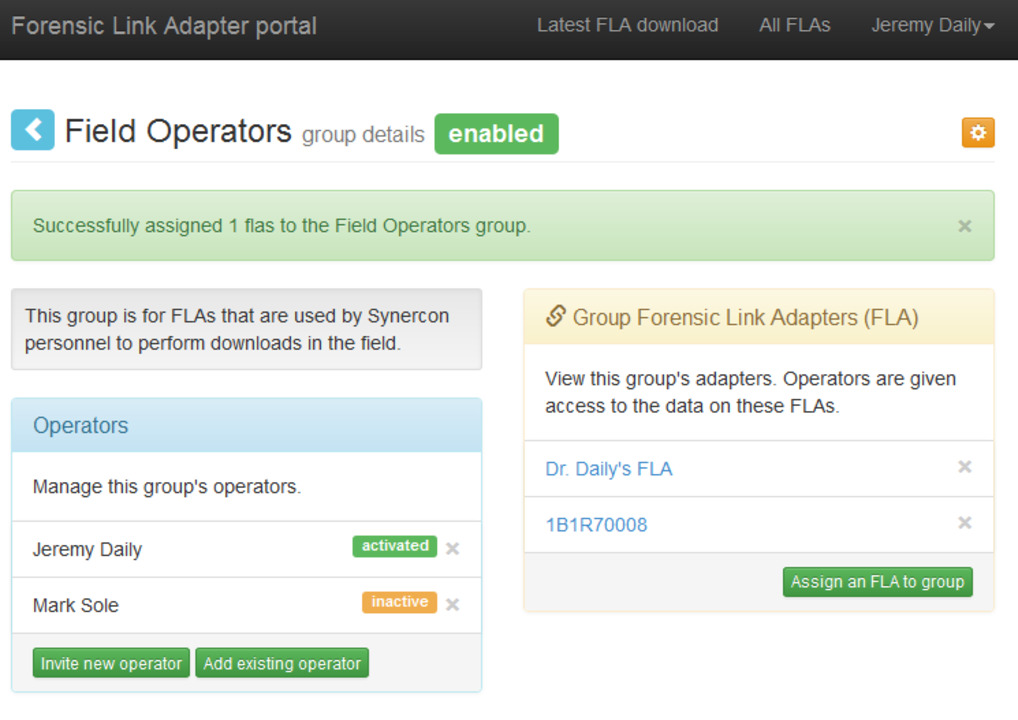 Forensic Link Adapter portal
Latest FLA download
All FLAs
Jeremy Daily
Field Operators group details enabled
Successfully assigned 1 flas to the Field Operators group.
×
This group is for FLAs that are used by Synercon
personnel to perform downloads in the field.
Operators
Manage this group's operators.
Jeremy Daily activated ×
Mark Sole inactive ×
Invite new operator Add existing operator
Group Forensic Link Adapters (FLA)
View this group's adapters. Operators are given
access to the data on these FLAs.
Dr. Daily's FLA ×
1B1R70008 ×
Assign an FLA to group